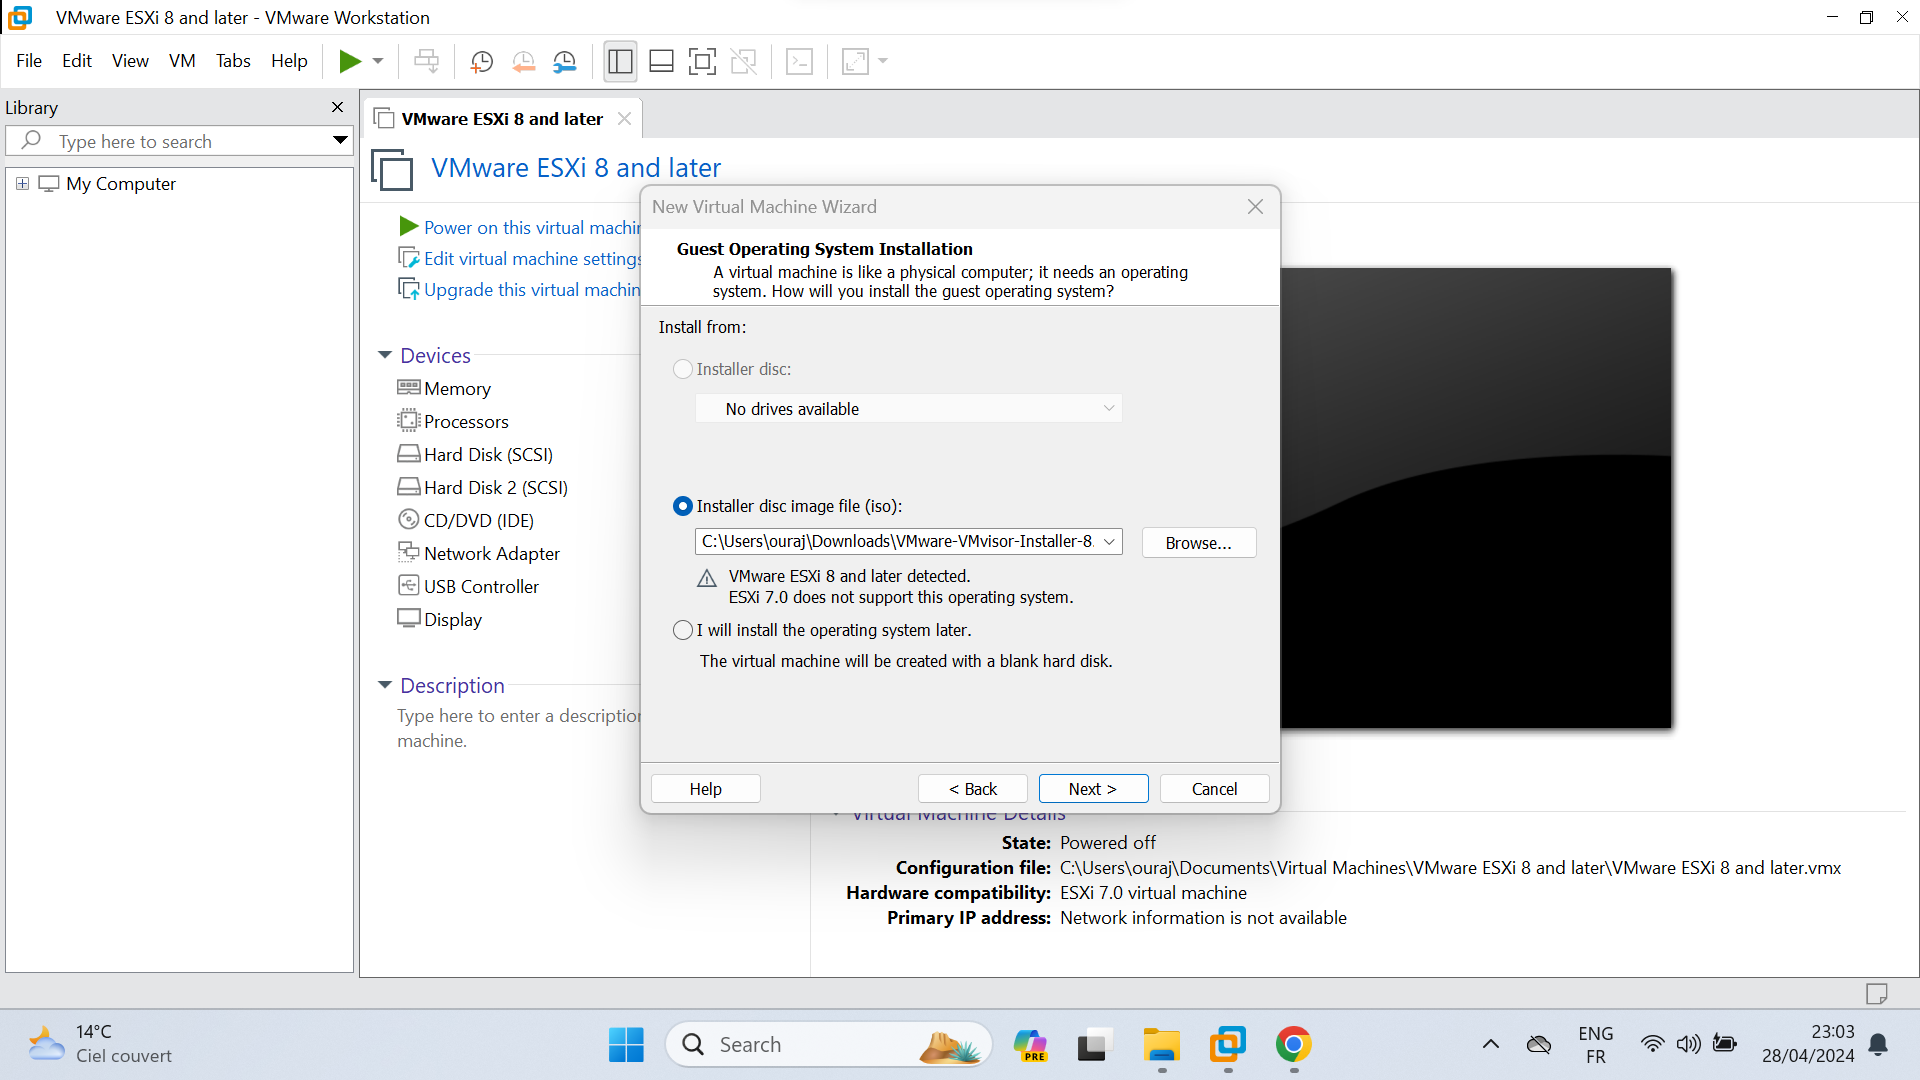 VMware ESXi 8 and later - VMware Workstation
File Edit View VM Tabs Help
Library
Type here to search
My Computer
VMware ESXi 8 and later
VMware ESXi 8 and later
Power on this virtual machin
Edit virtual machine settings
Upgrade this virtual machin
Devices
Memory
Processors
Hard Disk (SCSI)
Hard Disk 2 (SCSI)
CD/DVD (IDE)
Network Adapter
USB Controller
Display
Description
Type here to enter a description
machine.
New Virtual Machine Wizard
Guest Operating System Installation
A virtual machine is like a physical computer; it needs an operating
system. How will you install the guest operating system?
Install from:
Installer disc:
No drives available
Installer disc image file (iso):
C:\Users\ouraj\Downloads\VMware-VMvisor-Installer-8.
Browse...
VMware ESXi 8 and later detected.
ESXi 7.0 does not support this operating system.
I will install the operating system later.
The virtual machine will be created with a blank hard disk.
Help < Back Next > Cancel
Virtual Machine Details
State: Powered off
Configuration file: C:\Users\ouraj\Documents\Virtual Machines\VMware ESXi 8 and later\VMware ESXi 8 and later.vmx
Hardware compatibility: ESXi 7.0 virtual machine
Primary IP address: Network information is not available
14°C
Ciel couvert
Search
PRE
ENG
FR
23:03
28/04/2024